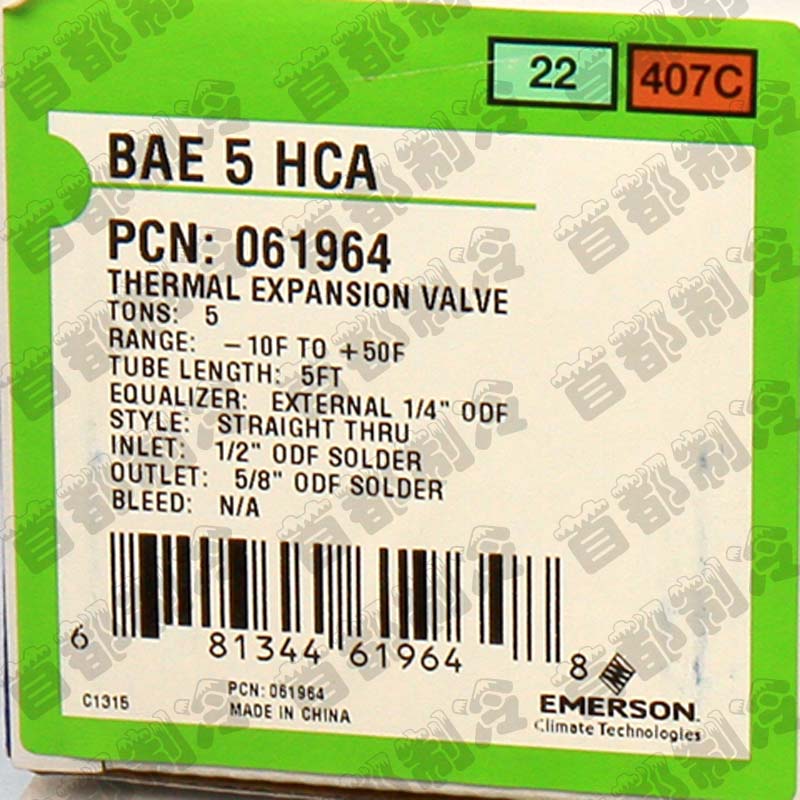 22 407C
BAE 5 HCA
PCN: 061964
THERMAL EXPANSION VALVE
TONS: 5
RANGE: -10F TO +50F
TUBE LENGTH: 5FT
EQUALIZER: EXTERNAL 1/4" ODF
STYLE: STRAIGHT THRU
INLET: 1/2" ODF SOLDER
OUTLET: 5/8" ODF SOLDER
BLEED: N/A
6 81344 61964 8
C1315
PCN: 061964
MADE IN CHINA
EMERSON
Climate Technologies
首都制冷